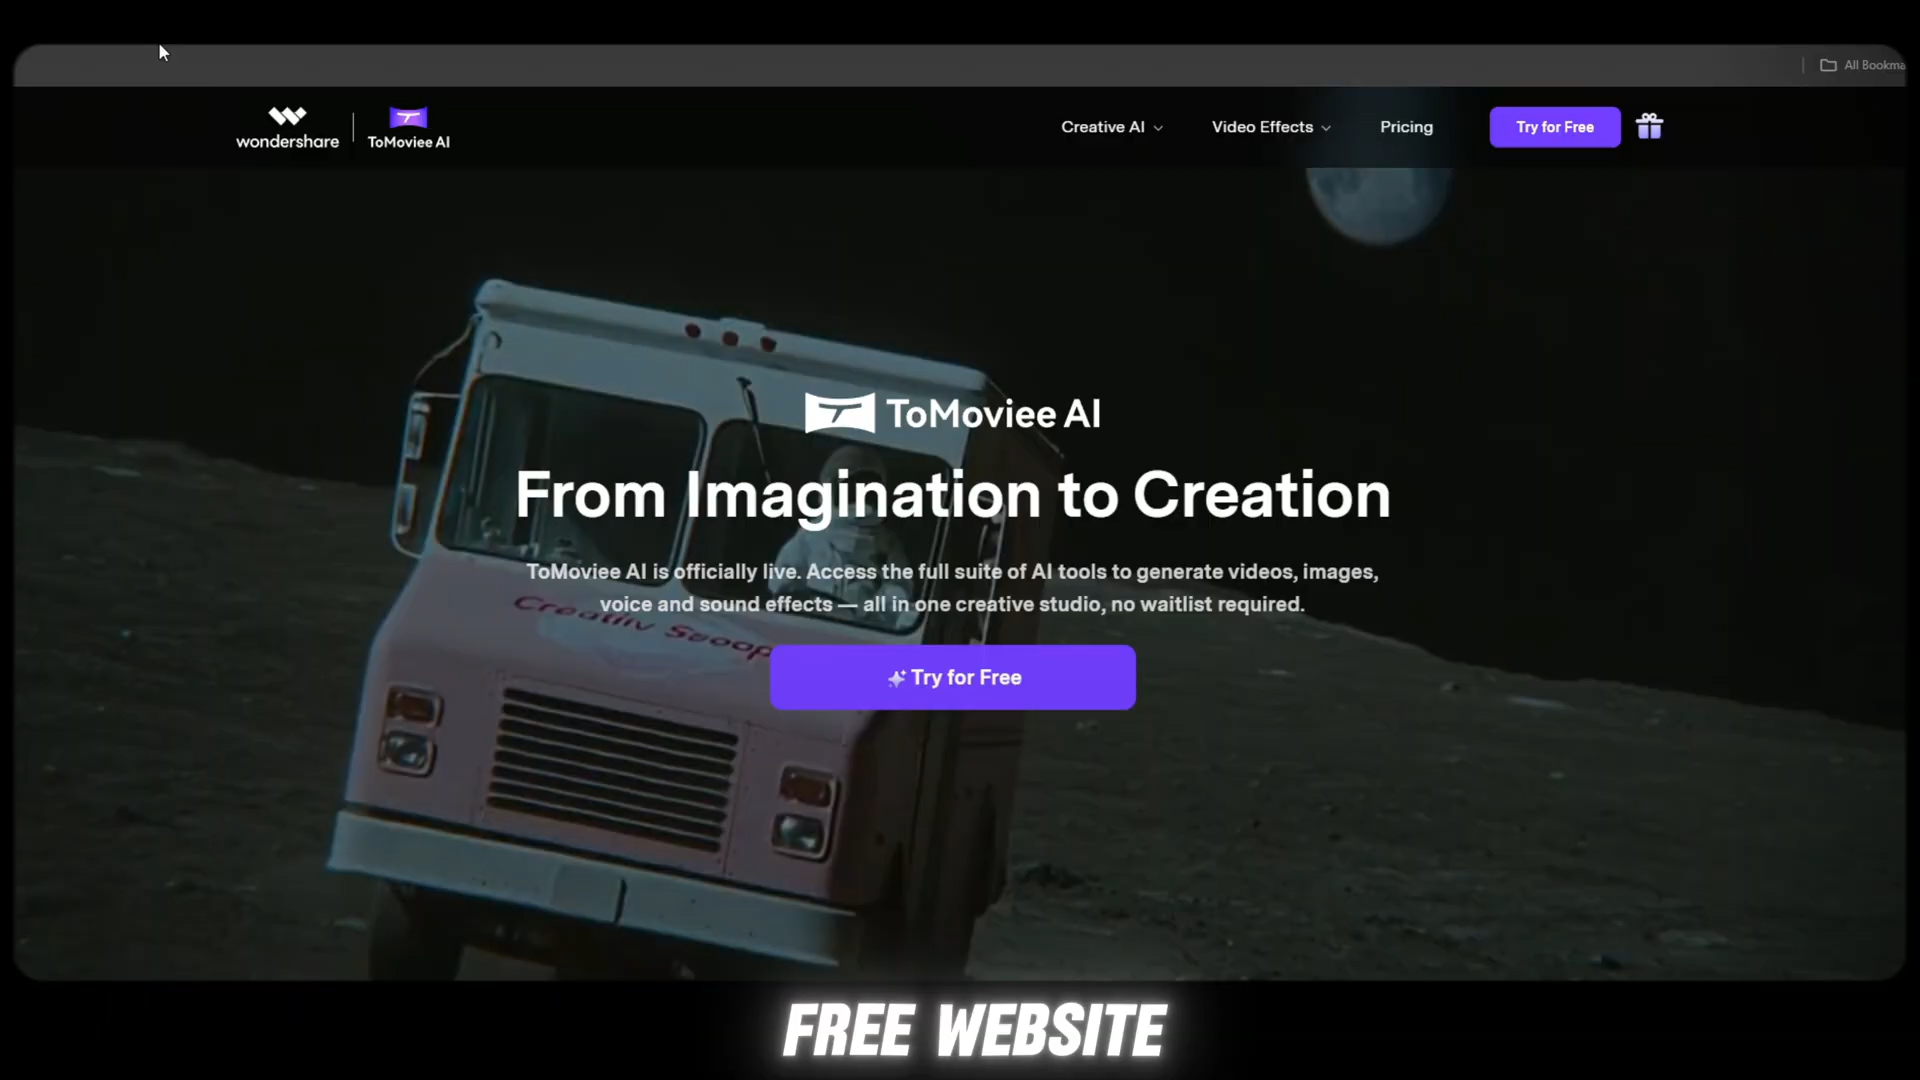 All Bookma
wondershare
ToMoviee AI
Creative AI
Video Effects
Pricing
Try for Free
ToMoviee AI
From Imagination to Creation
ToMoviee AI is officially live. Access the full suite of AI tools to generate videos, images,
voice and sound effects — all in one creative studio, no waitlist required.
Creativ Scoop
Try for Free
FREE WEBSITE